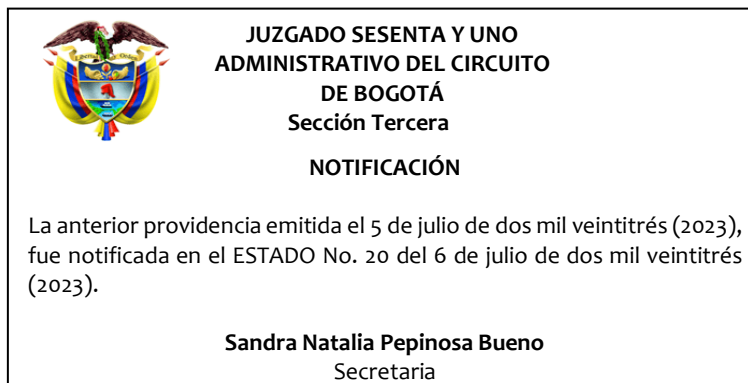 JUZGADO SESENTA Y UNO
ADMINISTRATIVO DEL CIRCUITO
DE BOGOTÁ
Sección Tercera
NOTIFICACIÓN
La anterior providencia emitida el 5 de julio de dos mil veintitrés (2023),
fue notificada en el ESTADO No. 20 del 6 de julio de dos mil veintitrés
(2023).
Sandra Natalia Pepinosa Bueno
Secretaria